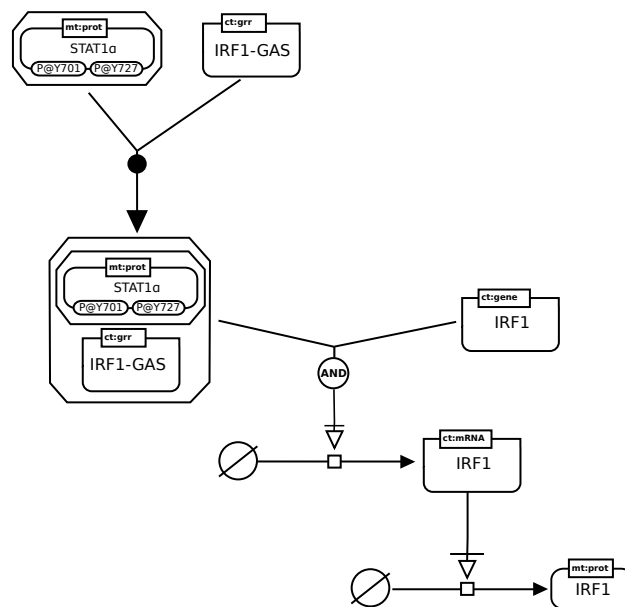 mt:prot
STAT1α
P@Y701 P@Y727
ct:grr
IRF1-GAS
mt:prot
STAT1α
P@Y701 P@Y727
ct:grr
IRF1-GAS
ct:gene
IRF1
AND
ct:mRNA
IRF1
mt:prot
IRF1